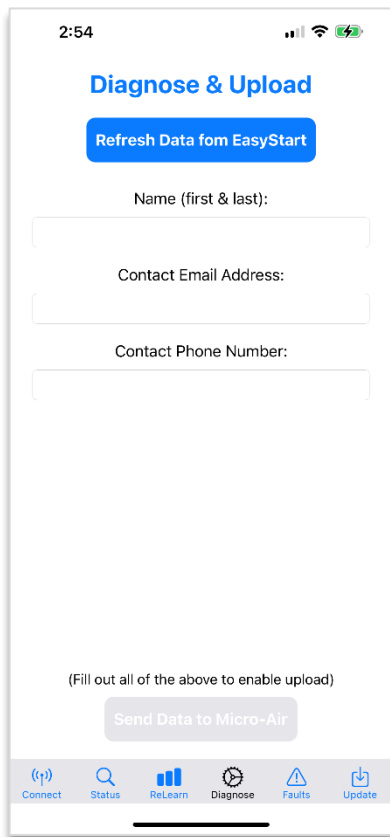 2:54
Diagnose & Upload
Refresh Data fom EasyStart
Name (first & last):
Contact Email Address:
Contact Phone Number:
(Fill out all of the above to enable upload)
Send Data to Micro-Air
Connect Status ReLearn Diagnose Faults Update